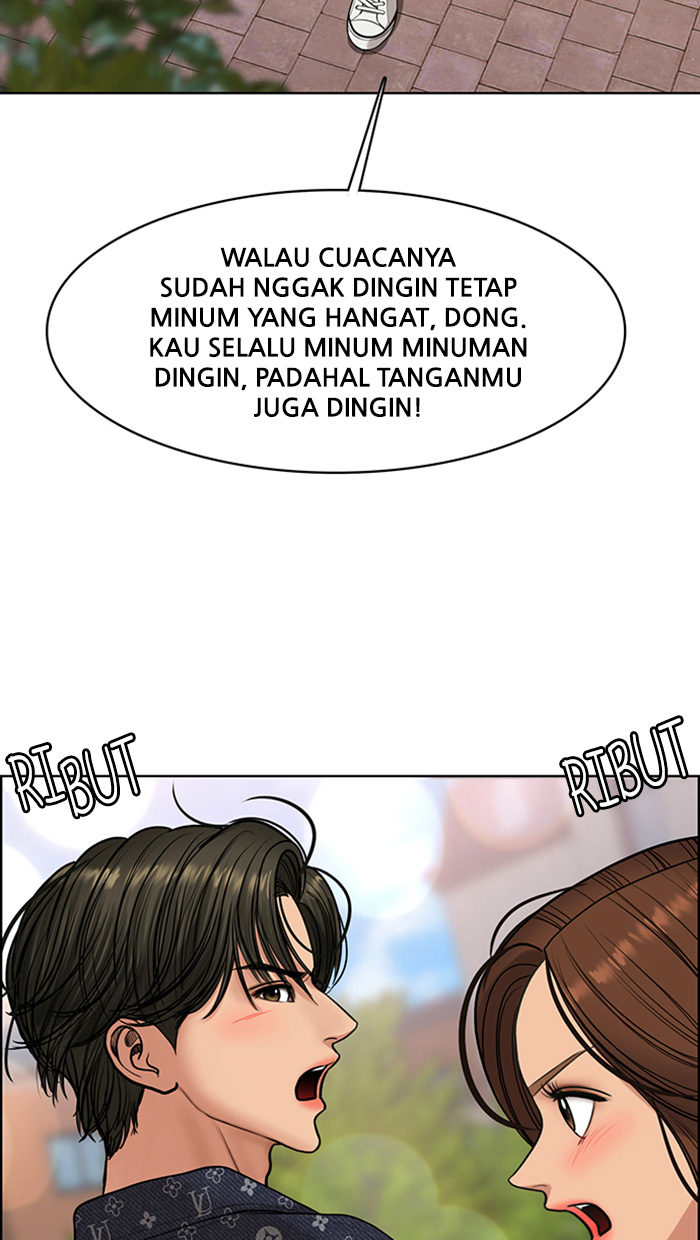 WALAU CUACANYA
SUDAH NGGAK DINGIN TETAP
MINUM YANG HANGAT, DONG.
KAU SELALU MINUM MINUMAN
DINGIN, PADAHAL TANGANMU
JUGA DINGIN!
RIBUT
RIBUT